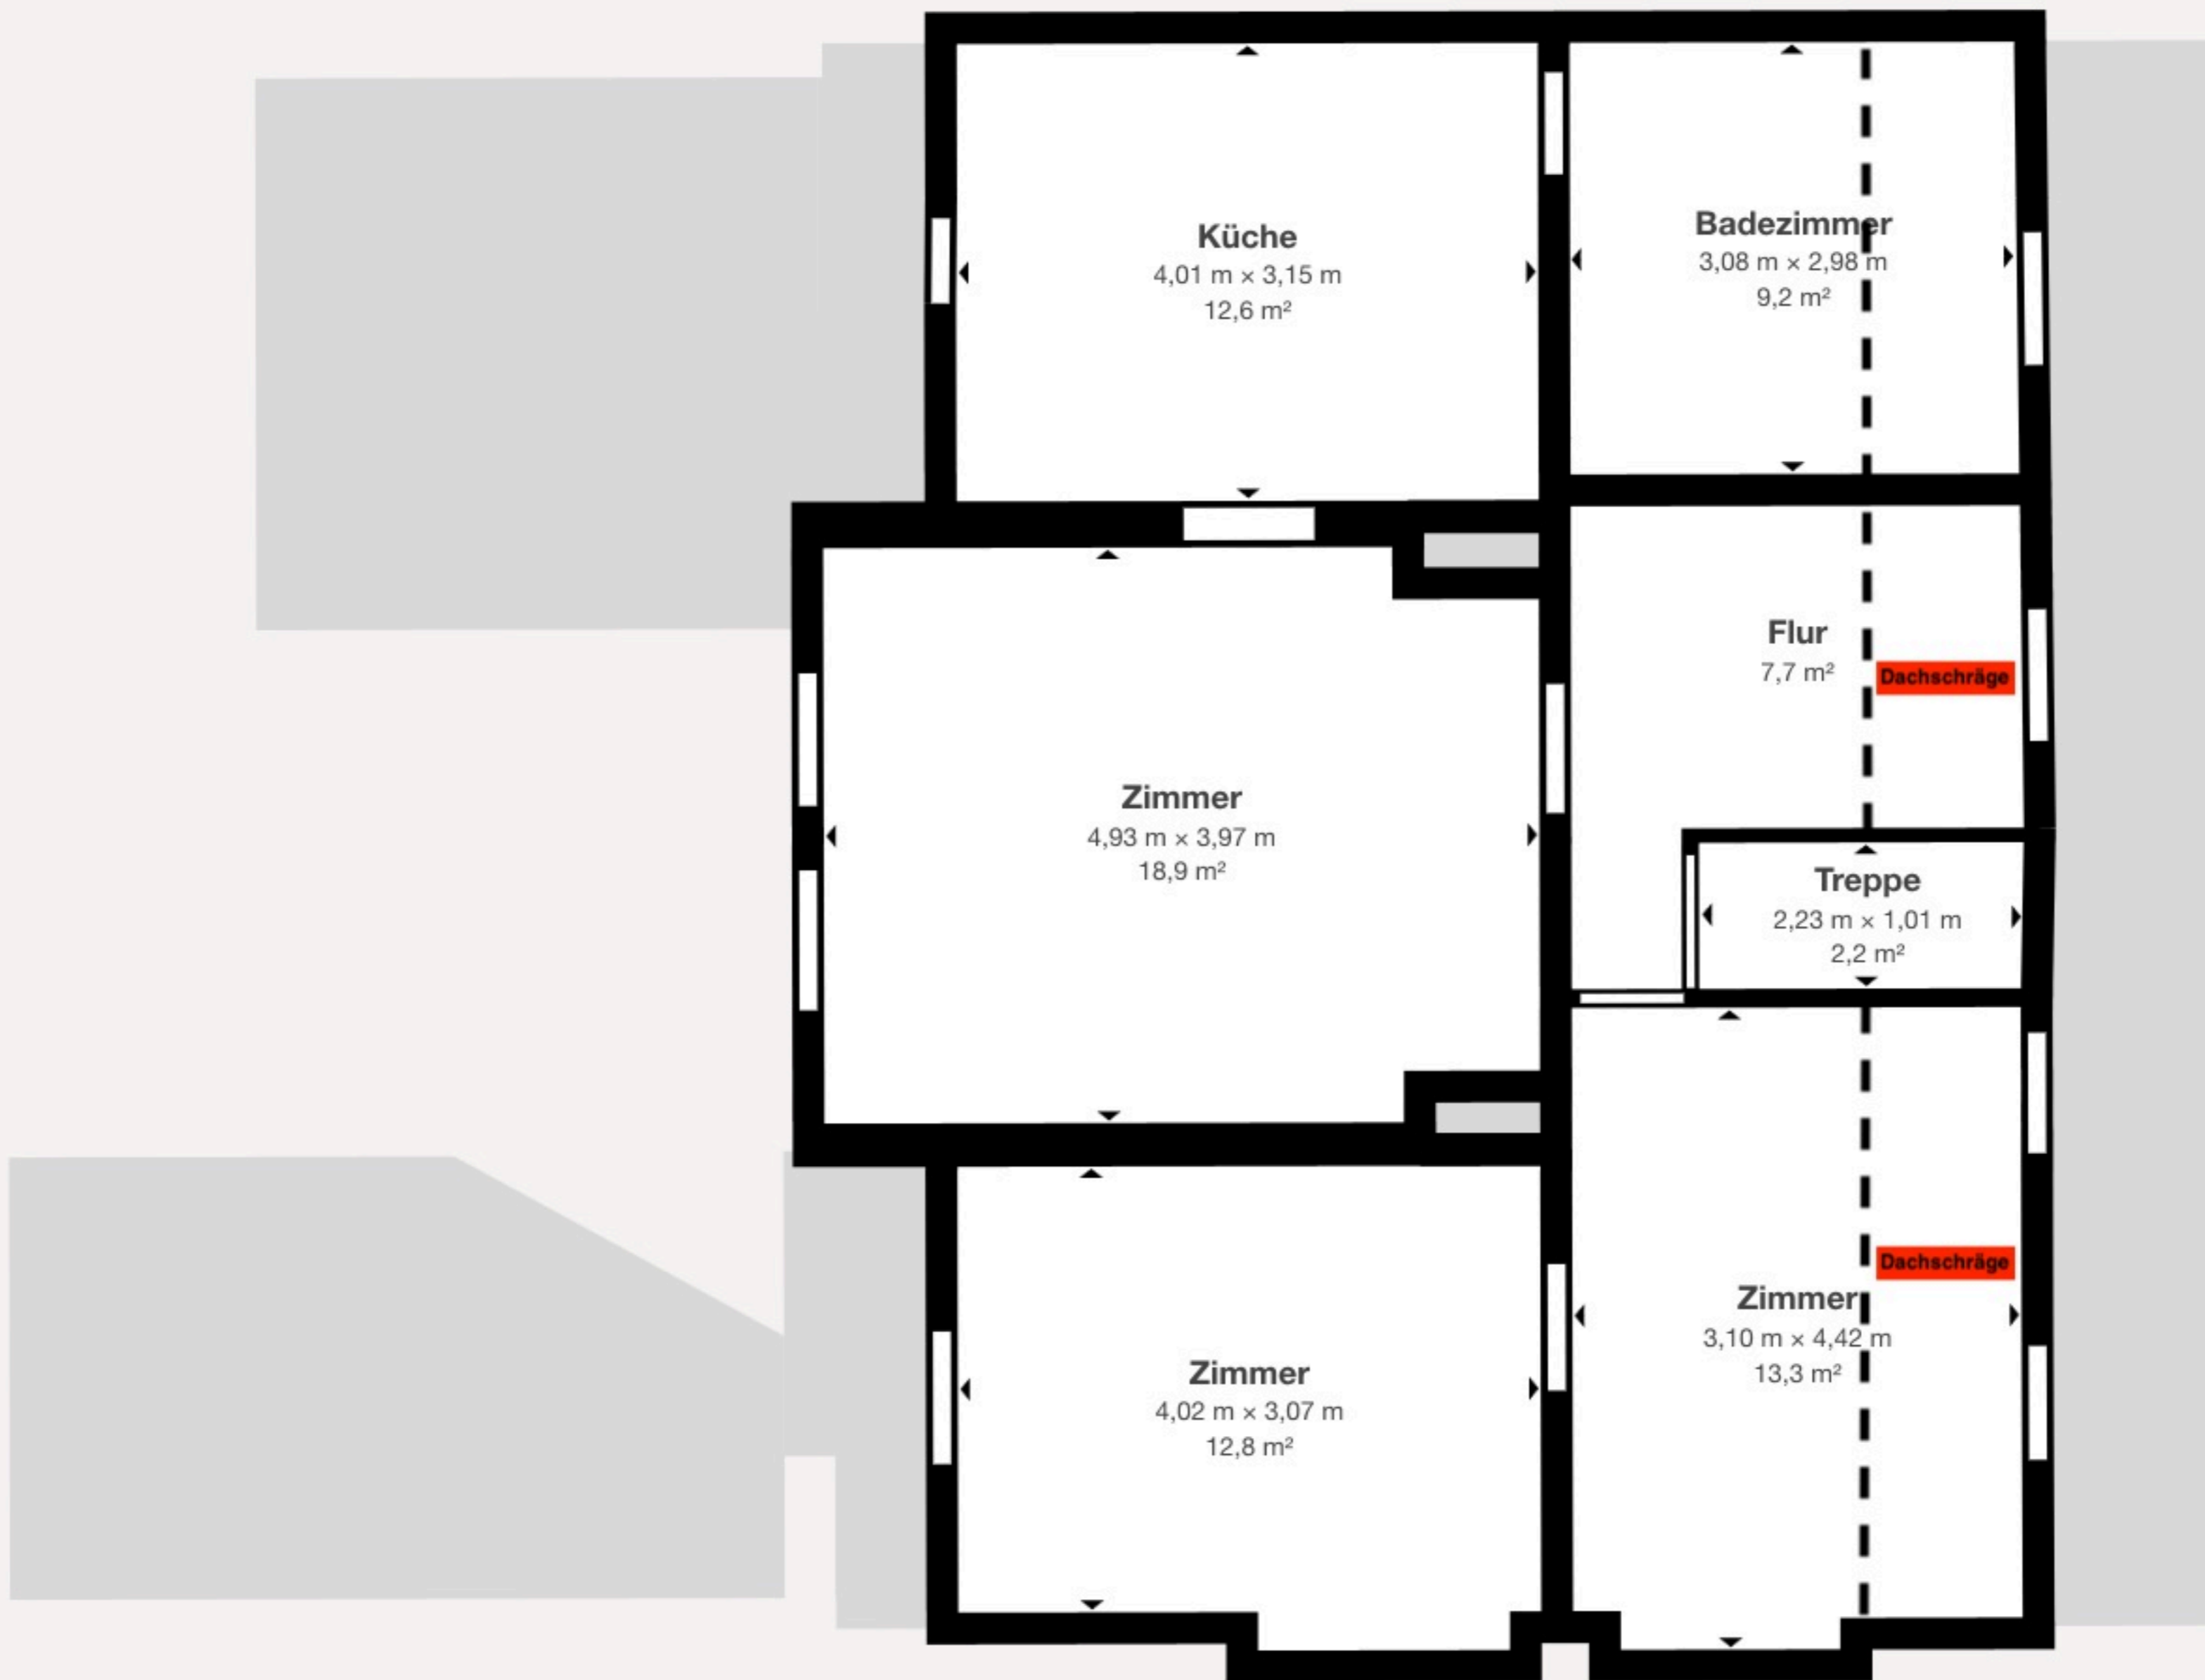 Küche
4,01 m × 3,15 m
12,6 m²
Badezimmer
3,08 m × 2,98 m
9,2 m²
Flur
7,7 m²
Dachschräge
Zimmer
4,93 m × 3,97 m
18,9 m²
Treppe
2,23 m × 1,01 m
2,2 m²
Dachschräge
Zimmer
3,10 m × 4,42 m
13,3 m²
Zimmer
4,02 m × 3,07 m
12,8 m²